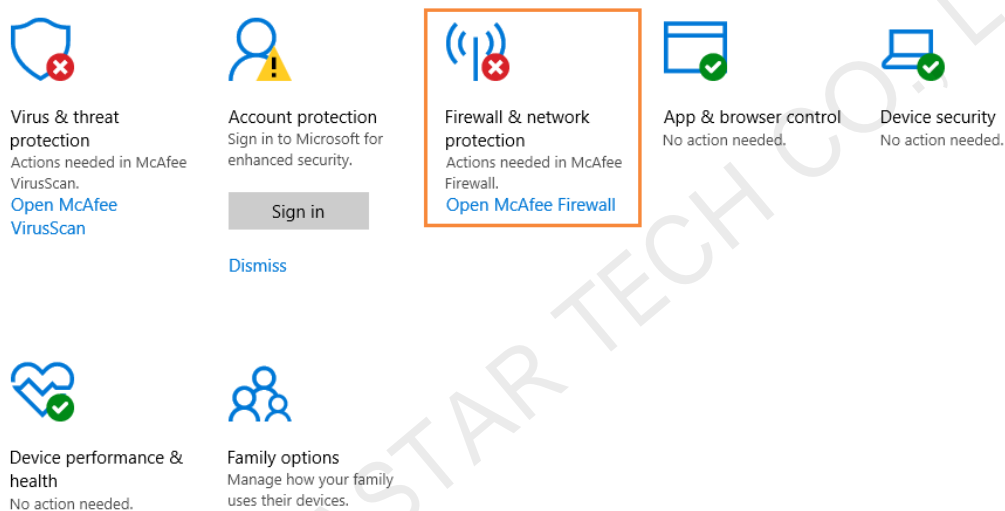 Virus & threat
protection
Actions needed in McAfee
VirusScan.
Open McAfee
VirusScan
Account protection
Sign in to Microsoft for
enhanced security.
Sign in
Dismiss
Firewall & network
protection
Actions needed in McAfee
Firewall.
Open McAfee Firewall
App & browser control
No action needed.
Device security
No action needed.
Device performance &
health
No action needed.
Family options
Manage how your family
uses their devices.
STAR TECH CO., L